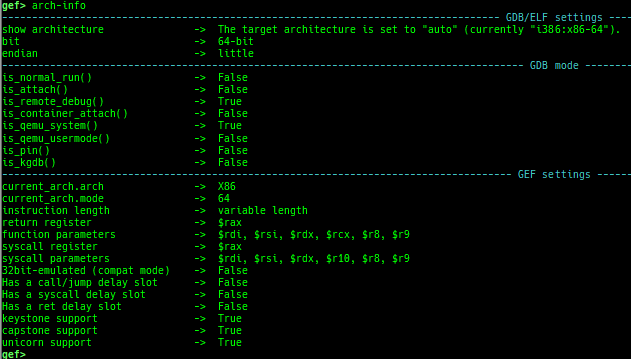 gef> arch-info
GDB/ELF settings
show architecture -> The target architecture is set to "auto" (currently "i386:x86-64").
bit -> 64-bit
endian -> little
GDB mode
is_normal_run() -> False
is_attach() -> False
is_remote_debug() -> True
is_container_attach() -> False
is_qemu_system() -> True
is_qemu_usermode() -> False
is_pin() -> False
is_kgdb() -> False
GEF settings
current_arch.arch -> X86
current_arch.mode -> 64
instruction length -> variable length
return register -> $rax
function parameters -> $rdi, $rsi, $rdx, $rcx, $r8, $r9
syscall register -> $rax
syscall parameters -> $rdi, $rsi, $rdx, $r10, $r8, $r9
32bit-emulated (compat mode) -> False
Has a call/jump delay slot -> False
Has a syscall delay slot -> False
Has a ret delay slot -> False
keystone support -> True
capstone support -> True
unicorn support -> True
gef>